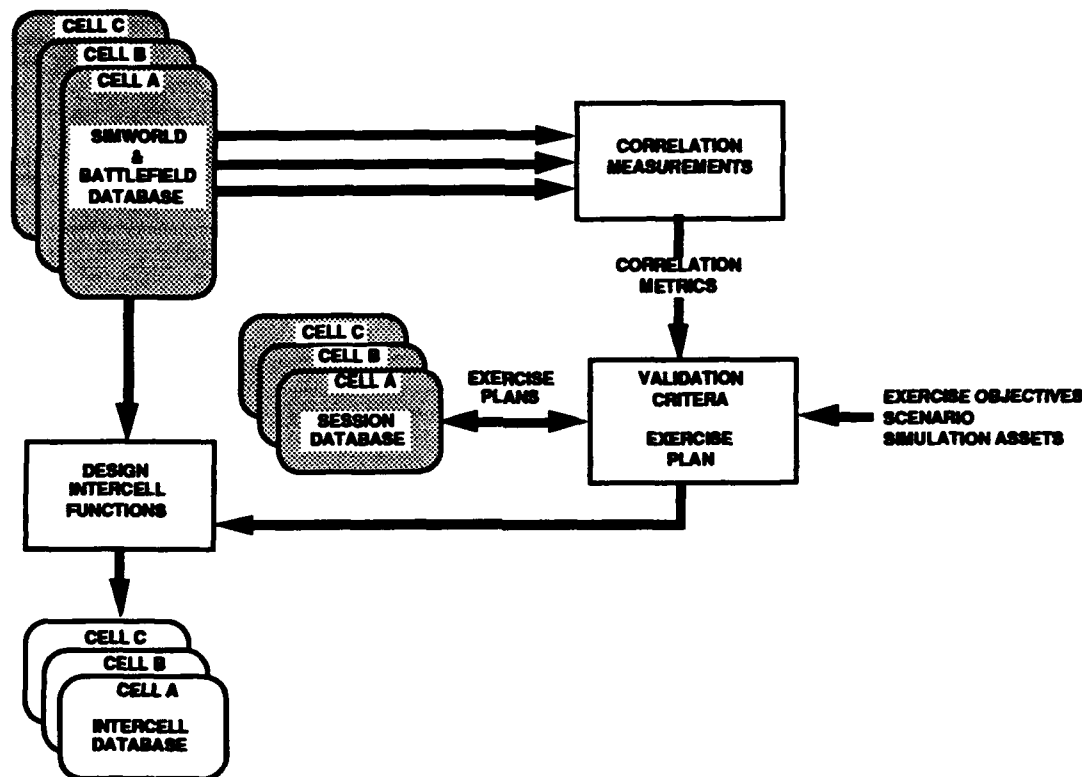 CELL C
CELL B
CELL A
SIMWORLD
&
BATTLEFIELD
DATABASE
CORRELATION
MEASUREMENTS
CORRELATION
METRICS
CELL C
CELL B
CELL A
SESSION
DATABASE
EXERCISE
PLANS
VALIDATION
CRITERA
EXERCISE
PLAN
EXERCISE OBJECTIVES
SCENARIO
SIMULATION ASSETS
DESIGN
INTERCELL
FUNCTIONS
CELL C
CELL B
CELL A
INTERCELL
DATABASE